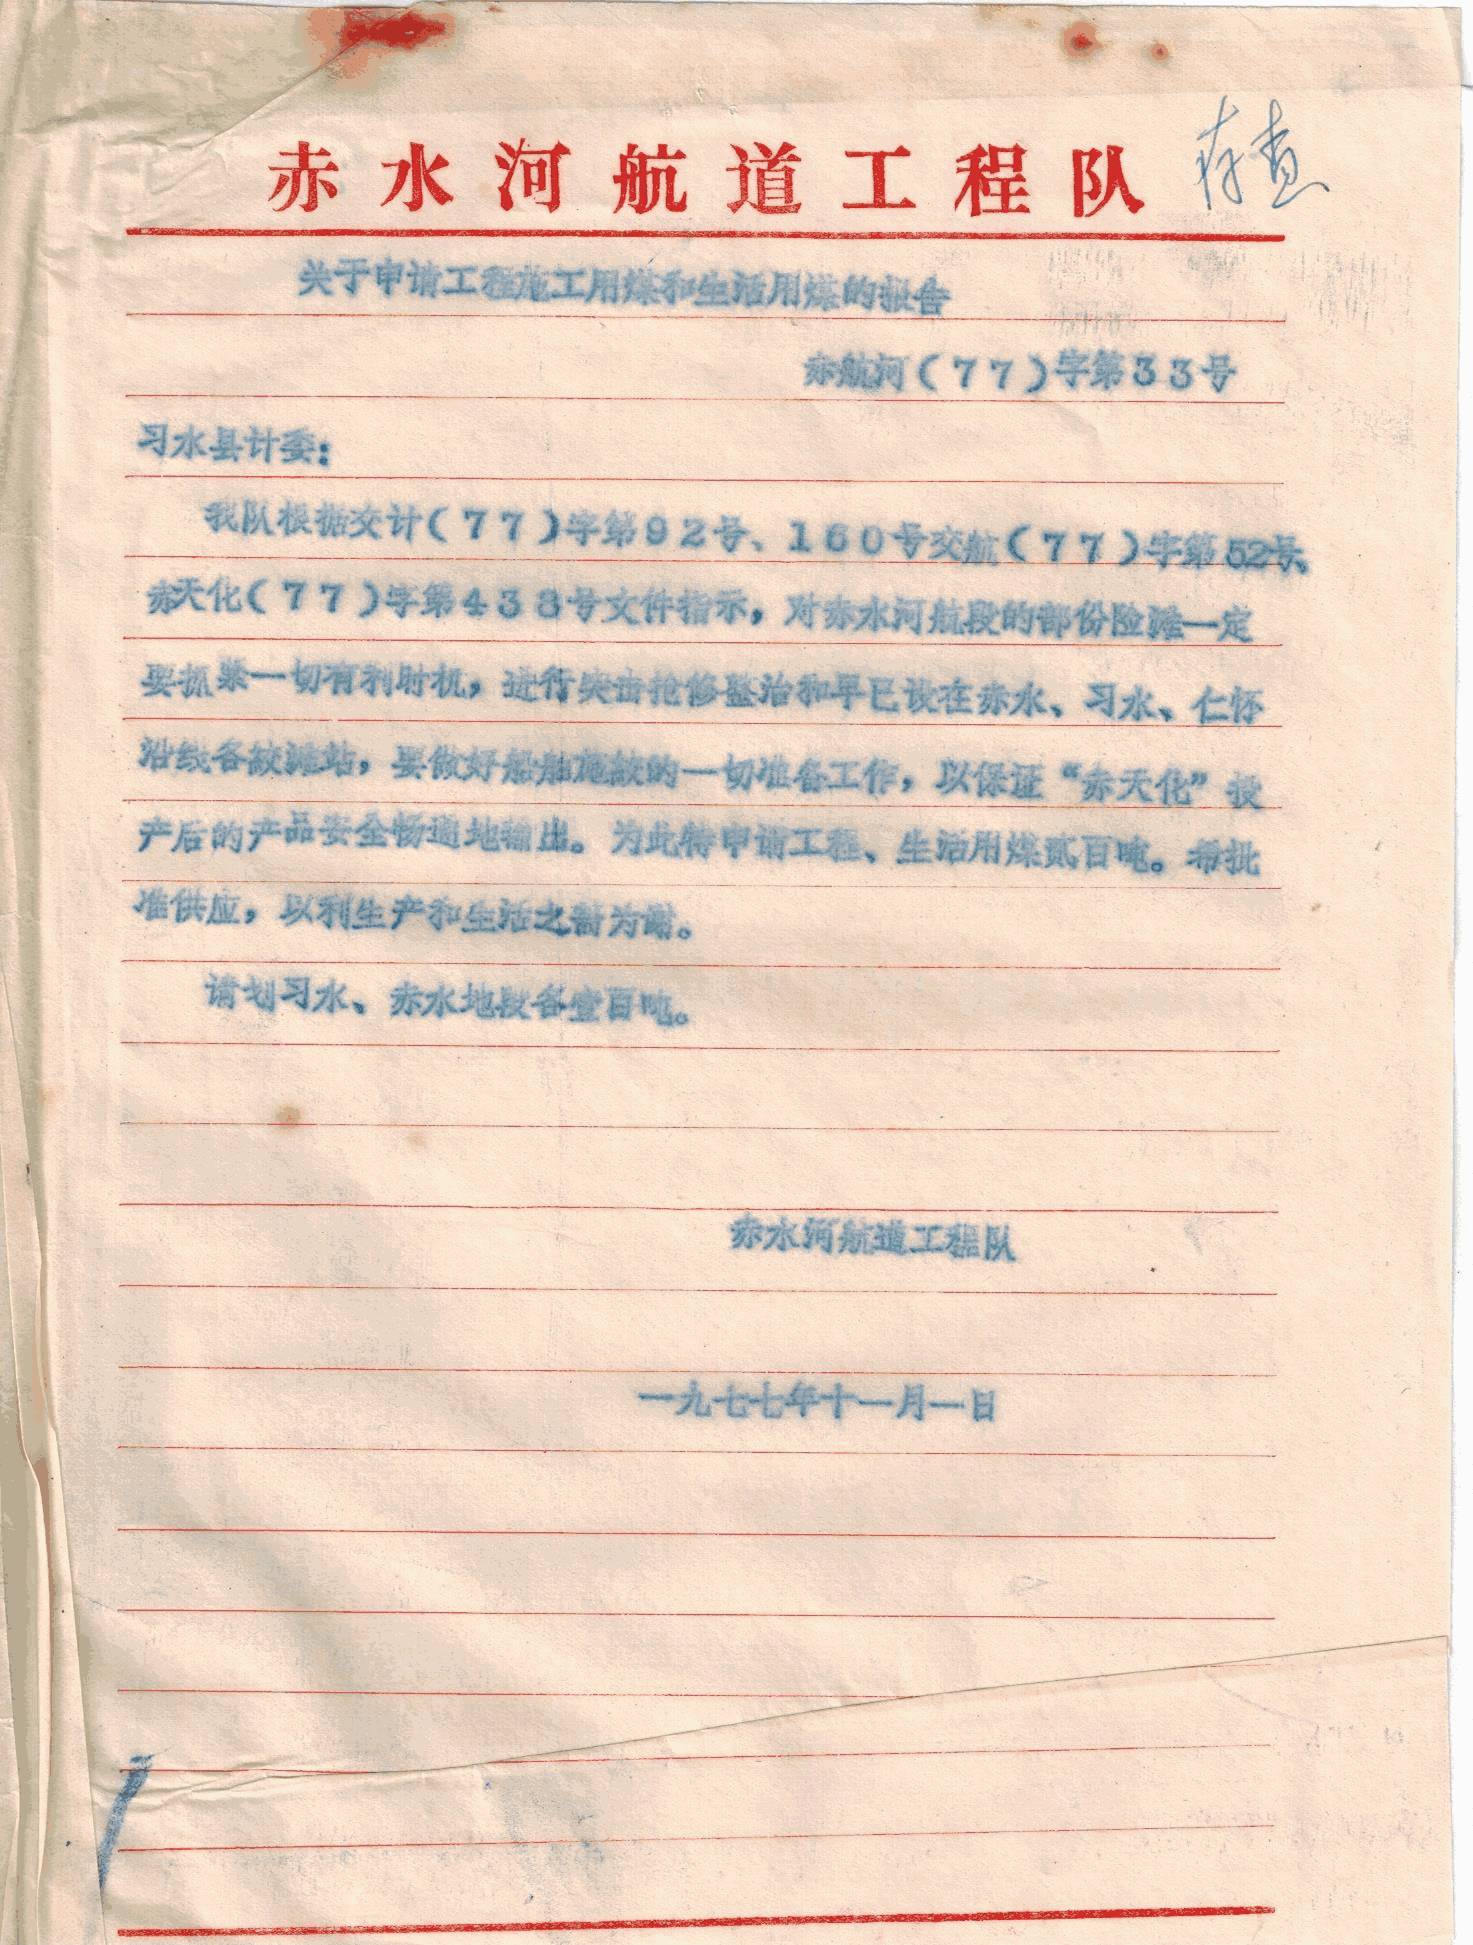 赤水河航道工程队
存查
关于申请工程施工用煤和生活用煤的报告
赤航河(77)字第33号
习水县计委:
我队根据交计(77)字第92号、160号交航(77)字第52号、
赤天化(77)字第438号文件指示,对赤水河航段的部份险滩一定
要抓紧一切有利时机,进行突击抢修整治和早已设在赤水、习水、仁怀
沿线各絞滩站,要做好船舶施絞的一切准备工作,以保证“赤天化”投
产后的产品安全畅通地输出。为此特申请工程、生活用煤贰百吨。希批
准供应,以利生产和生活之需为谢。
请划习水、赤水地段各壹百吨。
赤水河航道工程队
一九七七年十一月一日